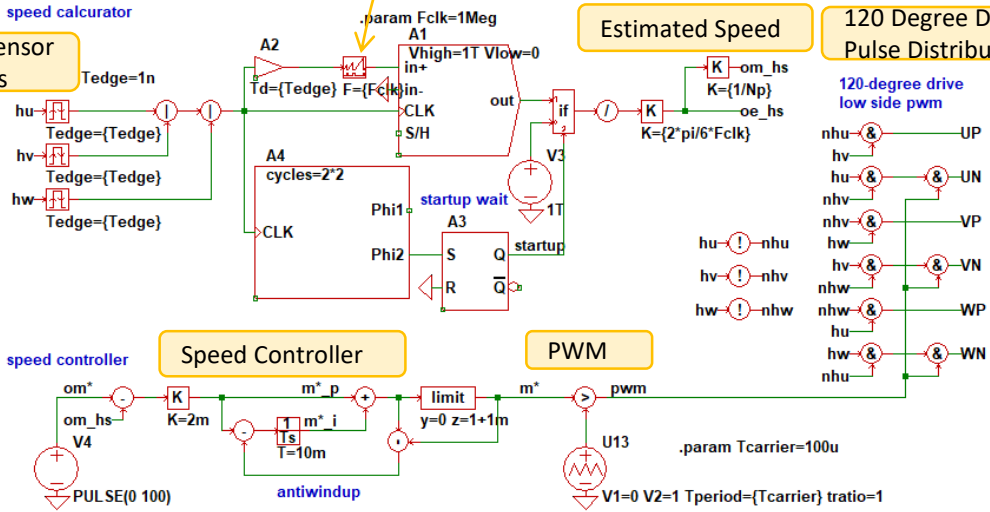 speed calcurator
ensor
s
Tedge=1n
hu
Tedge={Tedge}
hv
Tedge={Tedge}
hw
Tedge={Tedge}
A2
Td={Tedge}
.param Fclk=1Meg
F={Fclk}
A1
Vhigh=1T Vlow=0
in+
in-
CLK
S/H
out
A4
cycles=2*2
Phi1
CLK
Phi2
startup wait
A3
S
Q
R
Q
startup
V3
1T
if
/
K
K={2*pi/6*Fclk}
K
om_hs
K={1/Np}
oe_hs
Estimated Speed
120 Degree D
Pulse Distribu
120-degree drive
low side pwm
nhu & UP
hv
hu & & UN
nhv
nhv & VP
hw
hv & & VN
nhw
nhw & WP
hu
hw & & WN
nhu
hu ! nhu
hv ! nhv
hw ! nhw
speed controller
Speed Controller
PWM
om*
-
om_hs
V4
PULSE(0 100)
K
K=2m
m*_p
+
-
1
Ts
m*_i
T=10m
antiwindup
limit
y=0 z=1+1m
m*
>
pwm
U13
V1=0 V2=1 Tperiod={Tcarrier} tratio=1
.param Tcarrier=100u